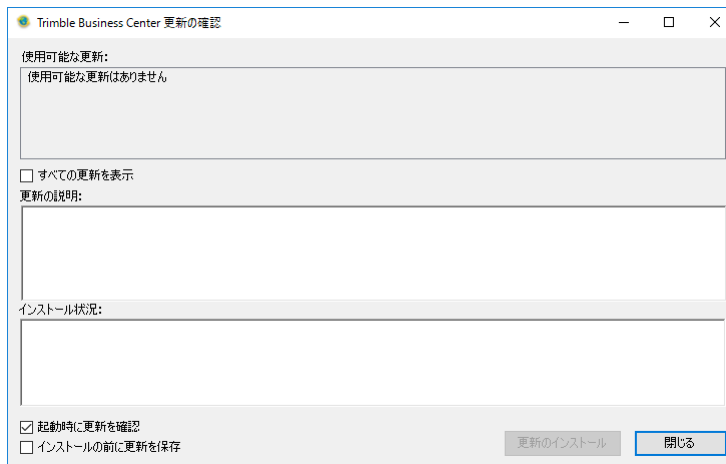 Trimble Business Center 更新の確認
使用可能な更新:
使用可能な更新はありません
すべての更新を表示
更新の説明:
インストール状況:
起動時に更新を確認
インストールの前に更新を保存
更新のインストール
閉じる